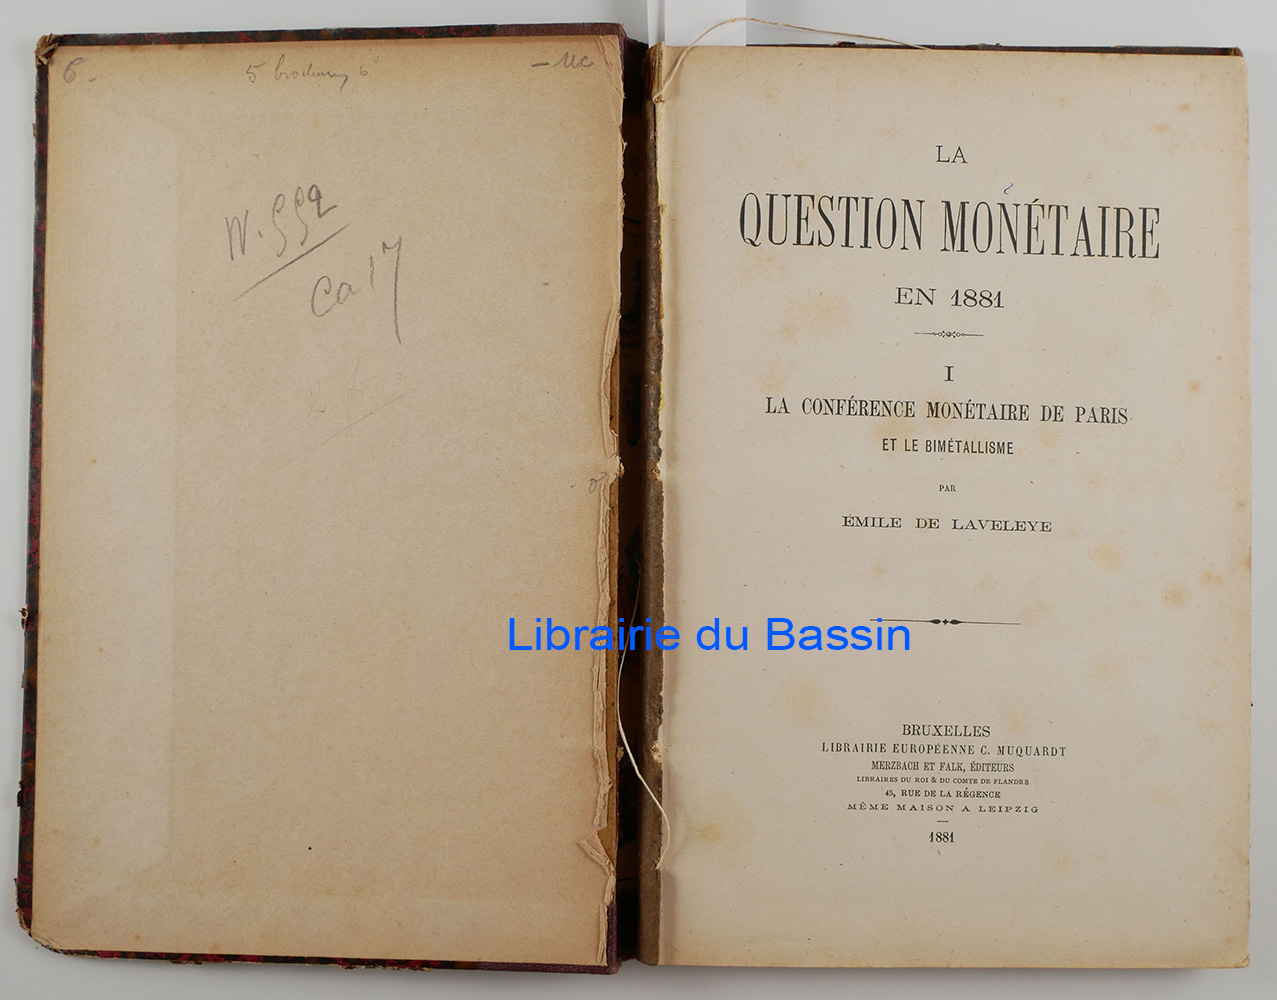 6.
5 brochures 6
Ca 17
LA
QUESTION MONÉTAIRE
EN 1881
I
LA CONFÉRENCE MONÉTAIRE DE PARIS
ET LE BIMÉTALLISME
PAR
ÉMILE DE LAVELEYE
Librairie du Bassin
BRUXELLES
LIBRAIRIE EUROPÉENNE C. MUQUARDT
MERZBACH ET FALK, ÉDITEURS
LIBRAIRES DU ROI & DU COMTE DE FLANDRE
45, RUE DE LA RÉGENCE
MÊME MAISON A LEIPZIG
1881